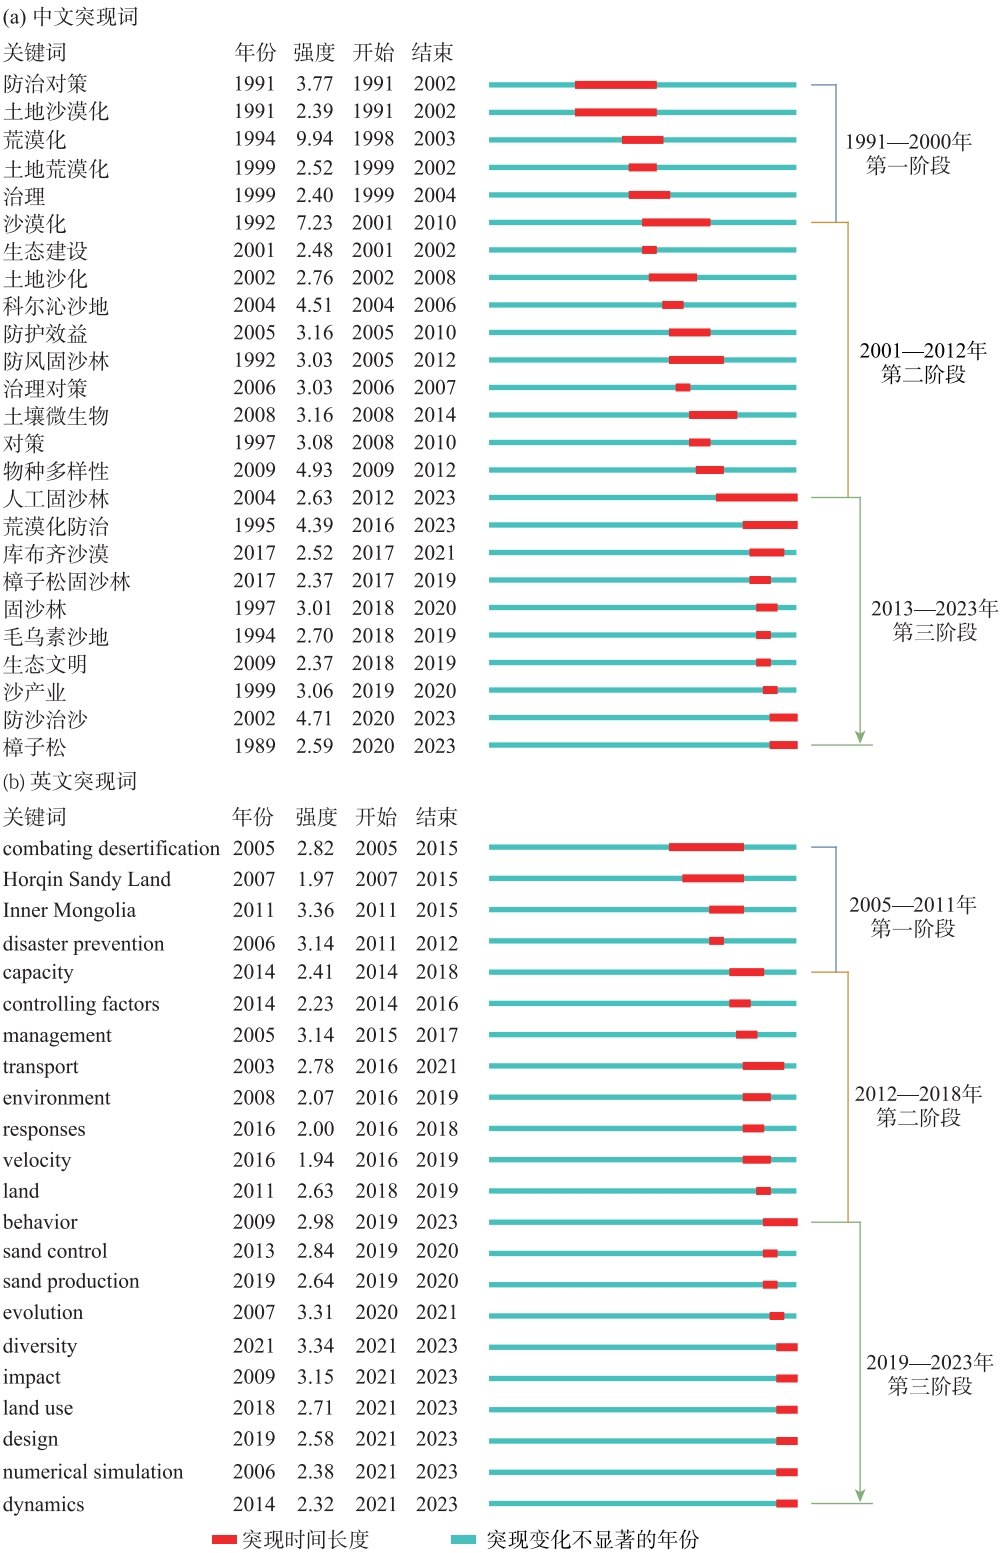 (a) 中文突现词
关键词 年份 强度 开始 结束
防治对策 1991 3.77 1991 2002
土地沙漠化 1991 2.39 1991 2002
荒漠化 1994 9.94 1998 2003
1991—2000年
第一阶段
土地荒漠化 1999 2.52 1999 2002
治理 1999 2.40 1999 2004
沙漠化 1992 7.23 2001 2010
生态建设 2001 2.48 2001 2002
土地沙化 2002 2.76 2002 2008
科尔沁沙地 2004 4.51 2004 2006
防护效益 2005 3.16 2005 2010
防风固沙林 1992 3.03 2005 2012
2001—2012年
第二阶段
治理对策 2006 3.03 2006 2007
土壤微生物 2008 3.16 2008 2014
对策 1997 3.08 2008 2010
物种多样性 2009 4.93 2009 2012
人工固沙林 2004 2.63 2012 2023
荒漠化防治 1995 4.39 2016 2023
库布齐沙漠 2017 2.52 2017 2021
樟子松固沙林 2017 2.37 2017 2019
固沙林 1997 3.01 2018 2020
2013—2023年
第三阶段
毛乌素沙地 1994 2.70 2018 2019
生态文明 2009 2.37 2018 2019
沙产业 1999 3.06 2019 2020
防沙治沙 2002 4.71 2020 2023
樟子松 1989 2.59 2020 2023
(b) 英文突现词
关键词 年份 强度 开始 结束
combating desertification 2005 2.82 2005 2015
Horqin Sandy Land 2007 1.97 2007 2015
Inner Mongolia 2011 3.36 2011 2015
2005—2011年
第一阶段
disaster prevention 2006 3.14 2011 2012
capacity 2014 2.41 2014 2018
controlling factors 2014 2.23 2014 2016
management 2005 3.14 2015 2017
transport 2003 2.78 2016 2021
environment 2008 2.07 2016 2019
2012—2018年
第二阶段
responses 2016 2.00 2016 2018
velocity 2016 1.94 2016 2019
land 2011 2.63 2018 2019
behavior 2009 2.98 2019 2023
sand control 2013 2.84 2019 2020
sand production 2019 2.64 2019 2020
evolution 2007 3.31 2020 2021
diversity 2021 3.34 2021 2023
2019—2023年
第三阶段
impact 2009 3.15 2021 2023
land use 2018 2.71 2021 2023
design 2019 2.58 2021 2023
numerical simulation 2006 2.38 2021 2023
dynamics 2014 2.32 2021 2023
突现时间长度 突现变化不显著的年份